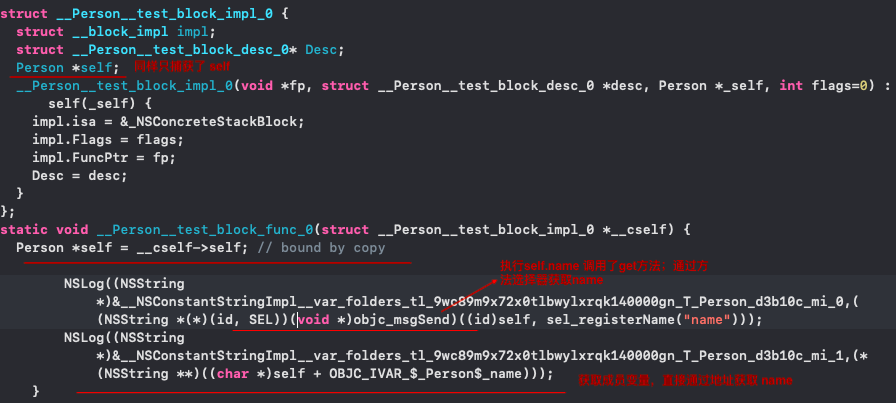 struct __Person__test_block_impl_0 {
struct __block_impl impl;
struct __Person__test_block_desc_0* Desc;
Person *self; 同样只捕获了 self
__Person__test_block_impl_0(void *fp, struct __Person__test_block_desc_0 *desc, Person *_self, int flags=0) :
self(_self) {
impl.isa = &_NSConcreteStackBlock;
impl.Flags = flags;
impl.FuncPtr = fp;
Desc = desc;
}
};
static void __Person__test_block_func_0(struct __Person__test_block_impl_0 *__cself) {
Person *self = __cself->self; // bound by copy
执行self.name 调用了get方法：通过方
法选择器获取name
NSLog((NSString
*)&__NSConstantStringImpl__var_folders_tl_9wc89m9x72x0tlbwylxrqk140000gn_T_Person_d3b10c_mi_0,(
(NSString *(*)(id, SEL))(void *)objc_msgSend)((id)self, sel_registerName("name")));
NSLog((NSString
*)&__NSConstantStringImpl__var_folders_tl_9wc89m9x72x0tlbwylxrqk140000gn_T_Person_d3b10c_mi_1,(*
(NSString **)((char *)self + OBJC_IVAR_$_Person$_name)));
获取成员变量，直接通过地址获取 name
}